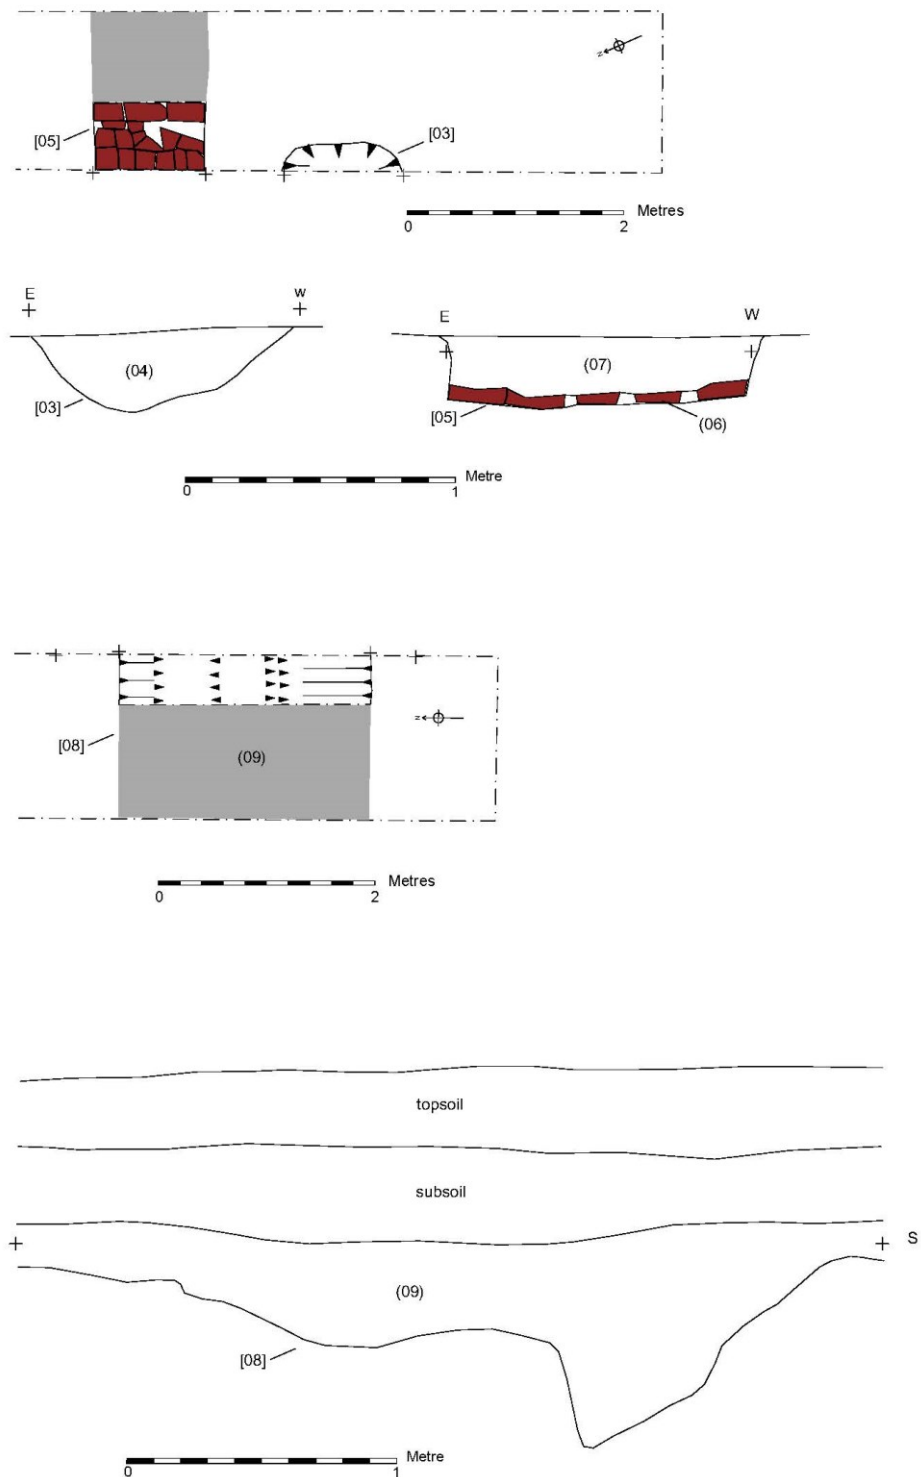 N
[05]
[03]
Metres
0 2
E w
(04)
[03]
E W
(07)
[05]
(06)
Metre
0 1
N
[08]
(09)
Metres
0 2
topsoil
subsoil
S
(09)
[08]
Metre
0 1